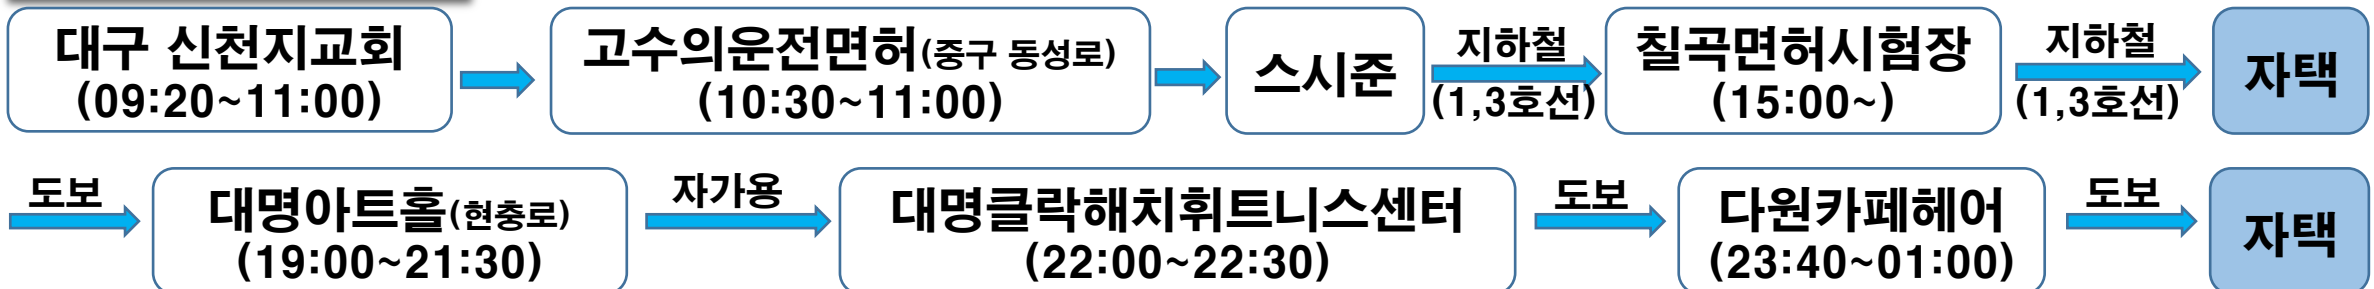 대구 신천지교회
(09:20~11:00)
고수의운전면허(중구 동성로)
(10:30~11:00)
스시준
지하철
(1,3호선)
칠곡면허시험장
(15:00~)
지하철
(1,3호선)
자택
도보
대명아트홀(현충로)
(19:00~21:30)
자가용
대명클락해치휘트니스센터
(22:00~22:30)
도보
다원카페헤어
(23:40~01:00)
도보
자택